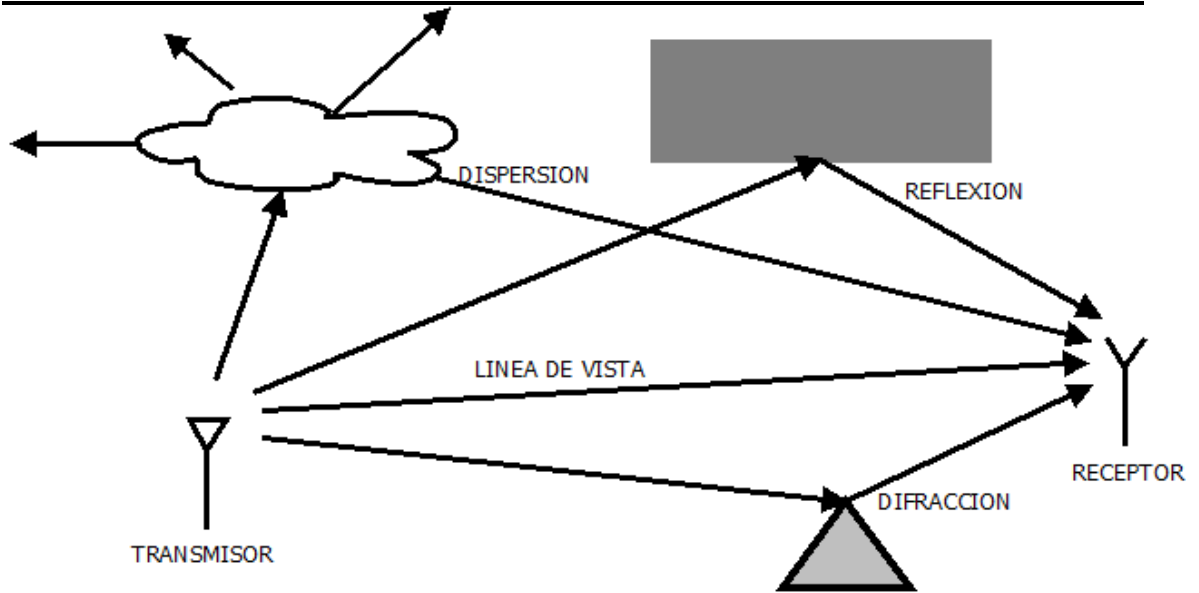 DISPERSION
REFLEXION
LINEA DE VISTA
RECEPTOR
DIFRACCION
TRANSMISOR